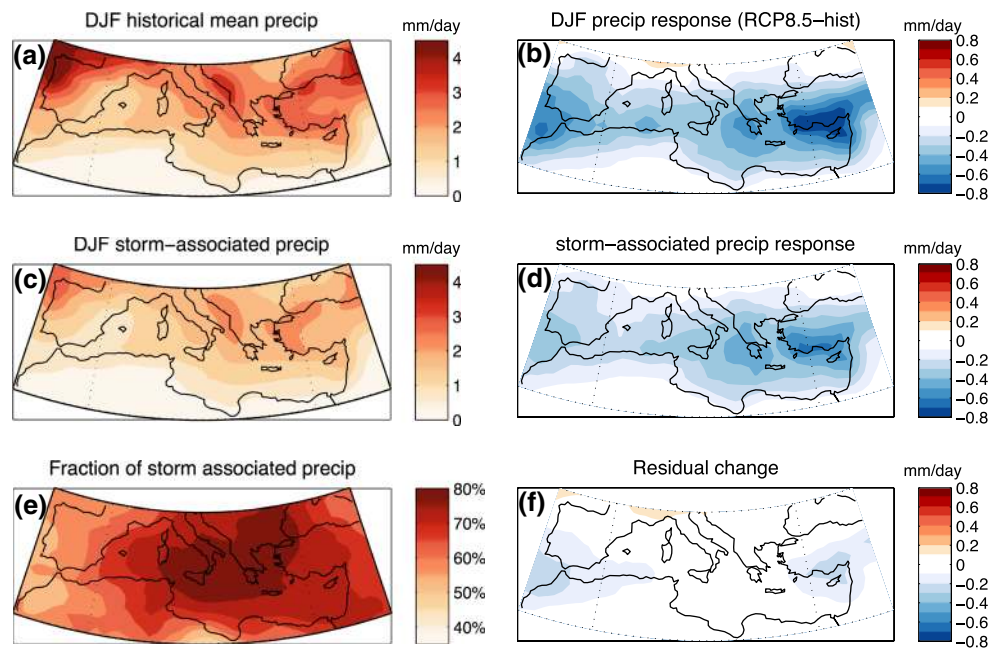 DJF historical mean precip
mm/day
(a)
4
3
2
1
0
DJF precip response (RCP8.5−hist)
mm/day
(b)
0.8
0.6
0.4
0.2
0
−0.2
−0.4
−0.6
−0.8
DJF storm−associated precip
mm/day
(c)
4
3
2
1
0
storm−associated precip response
mm/day
(d)
0.8
0.6
0.4
0.2
0
−0.2
−0.4
−0.6
−0.8
Fraction of storm associated precip
(e)
80%
70%
60%
50%
40%
Residual change
mm/day
(f)
0.8
0.6
0.4
0.2
0
−0.2
−0.4
−0.6
−0.8